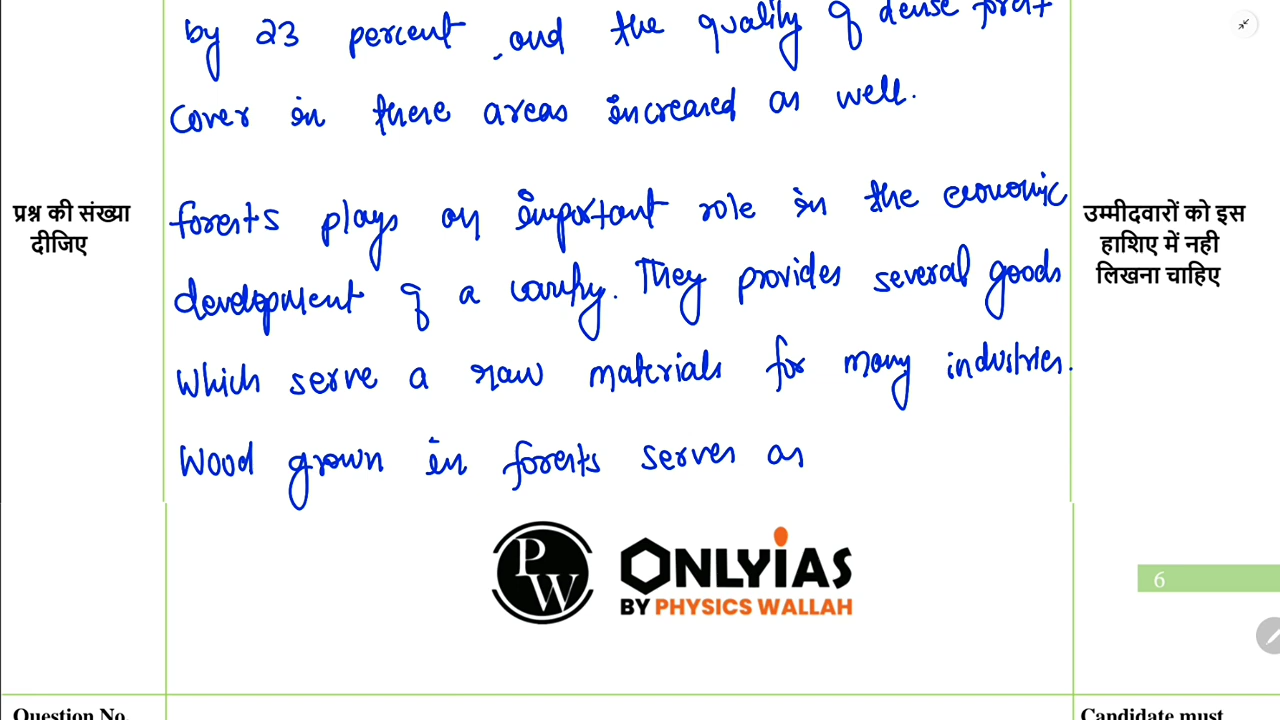 by 23 percent, and the quality of dense forest
cover in these areas increased as well.
प्रश्न की संख्या
दीजिए
forests plays an important role in the economic
development of a country. They provides several goods
which serve a raw materials for many industries.
Wood grown in forests serves as
उम्मीदवारों को इस
हाशिए में नही
लिखना चाहिए
PW
ONLYiAS
BY PHYSICS WALLAH
6
Question No.
Candidate must